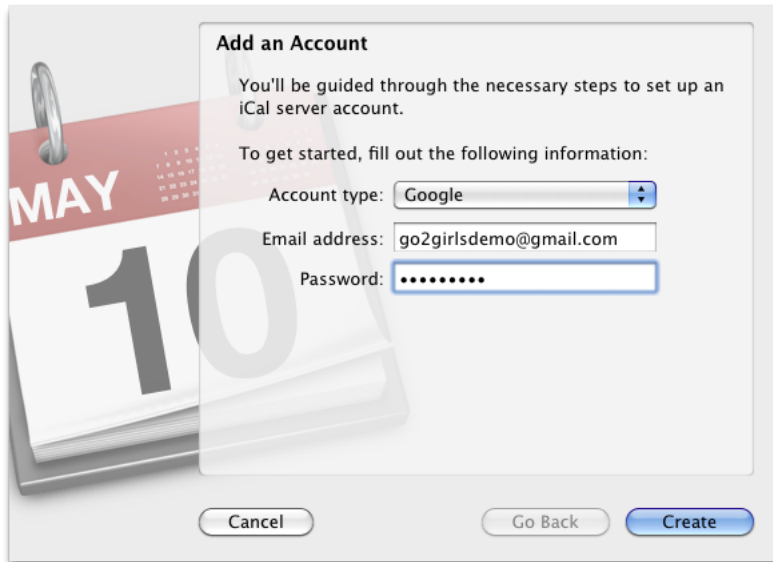 Add an Account
You'll be guided through the necessary steps to set up an
iCal server account.
To get started, fill out the following information:
Account type: Google
Email address: go2girlsdemo@gmail.com
Password: •••••••••
MAY
10
Cancel
Go Back
Create